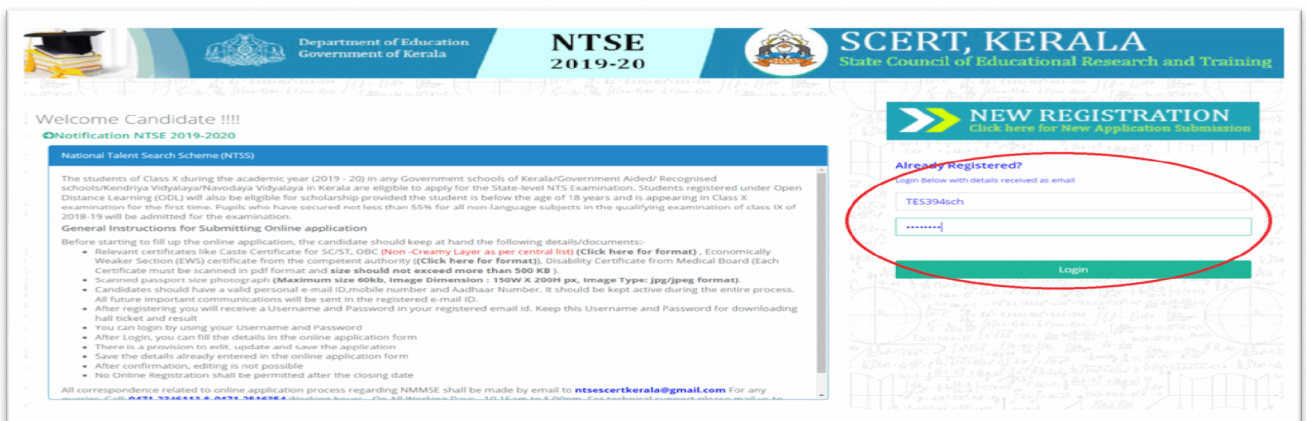 Department of Education
Government of Kerala
NTSE
2019-20
SCERT, KERALA
State Council of Educational Research and Training
Welcome Candidate !!!!
Notification NTSE 2019-2020
National Talent Search Scheme (NTSS)
The students of Class X during the academic year (2019 - 20) in any Government schools of Kerala/Government Aided/ Recognised
schools/Kendriya Vidyalaya/Navodaya Vidyalaya in Kerala are eligible to apply for the State-level NTS Examination. Students registered under Open
Distance Learning (ODL) will also be eligible for scholarship provided the student is below the age of 18 years and is appearing in Class X
examination for the first time. Pupils who have secured not less than 55% for all non-language subjects in the qualifying examination of class IX of
2018-19 will be admitted for the examination.
General Instructions for Submitting Online application
Before starting to fill up the online application, the candidate should keep at hand the following details/documents:-
• Relevant certificates like Caste Certificate for SC/ST, OBC (Non -Creamy Layer as per central list) (Click here for format) , Economically
Weaker Section (EWS) certificate from the competent authority ((Click here for format)), Disability Certificate from Medical Board (Each
Certificate must be scanned in pdf format and size should not exceed more than 500 KB ).
• Scanned passport size photograph (Maximum size 60kb, Image Dimension : 150W X 200H px, Image Type: jpg/jpeg format).
• Candidates should have a valid personal e-mail ID,mobile number and Aadhaar Number. It should be kept active during the entire process.
All future important communications will be sent in the registered e-mail ID.
• After registering you will receive a Username and Password in your registered email id. Keep this Username and Password for downloading
hall ticket and result
• You can login by using your Username and Password
• After Login, you can fill the details in the online application form
• There is a provision to edit, update and save the application
• Save the details already entered in the online application form
• After confirmation, editing is not possible
• No Online Registration shall be permitted after the closing date
All correspondence related to online application process regarding NMMSE shall be made by email to ntsescertkerala@gmail.com For any
NEW REGISTRATION
Click here for New Application Submission
Already Registered?
Login Below with details received as email
TES394sch
Login